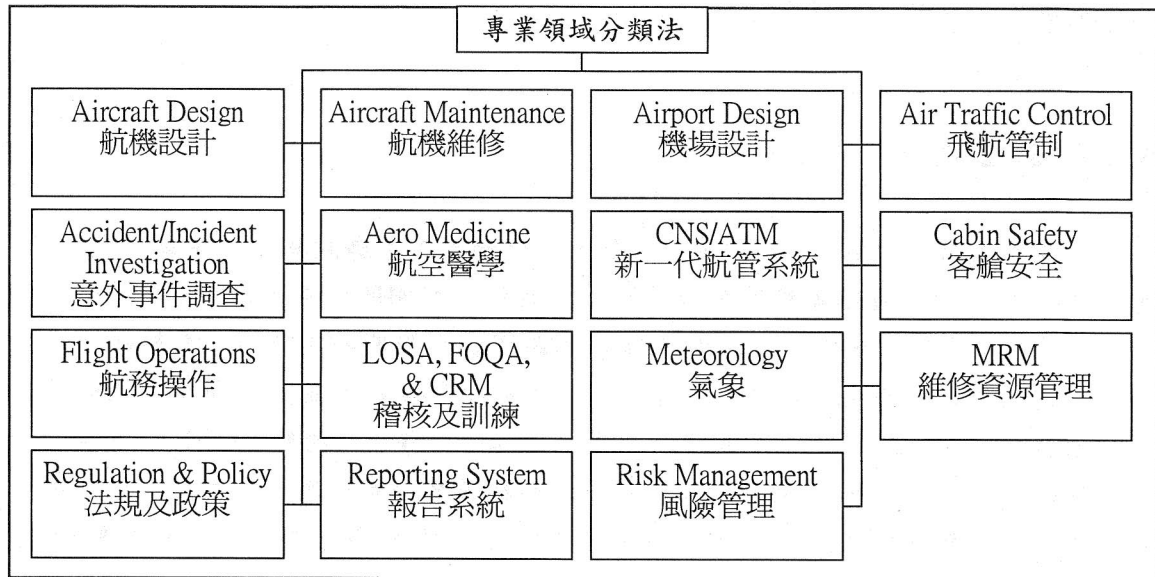 專業領域分類法
Aircraft Design
航機設計
Aircraft Maintenance
航機維修
Airport Design
機場設計
Air Traffic Control
飛航管制
Accident/Incident
Investigation
意外事件調查
Aero Medicine
航空醫學
CNS/ATM
新一代航管系統
Cabin Safety
客艙安全
Flight Operations
航務操作
LOSA, FOQA,
& CRM
稽核及訓練
Meteorology
氣象
MRM
維修資源管理
Regulation & Policy
法規及政策
Reporting System
報告系統
Risk Management
風險管理